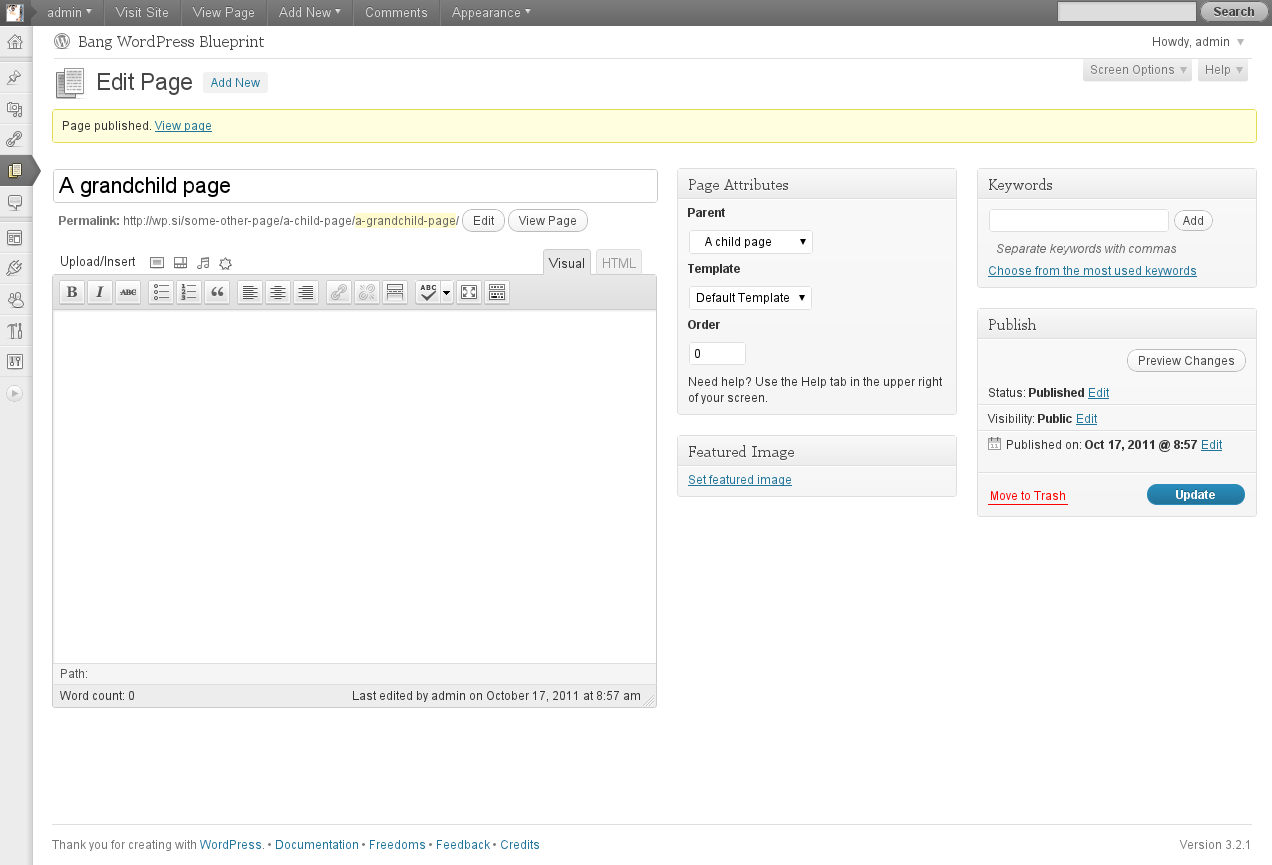 admin Visit Site View Page Add New Comments Appearance Search
Bang WordPress Blueprint Howdy, admin
Edit Page Add New Screen Options Help
Page published. View page
A grandchild page
Permalink: http://wp.si/some-other-page/a-child-page/a-grandchild-page/ Edit View Page
Upload/Insert Visual HTML
B I ABC ABC
Path:
Word count: 0 Last edited by admin on October 17, 2011 at 8:57 am
Page Attributes
Parent
A child page
Template
Default Template
Order
0
Need help? Use the Help tab in the upper right
of your screen.
Featured Image
Set featured image
Keywords
Add
Separate keywords with commas
Choose from the most used keywords
Publish
Preview Changes
Status: Published Edit
Visibility: Public Edit
Published on: Oct 17, 2011 @ 8:57 Edit
Move to Trash Update
Thank you for creating with WordPress. • Documentation • Freedoms • Feedback • Credits Version 3.2.1